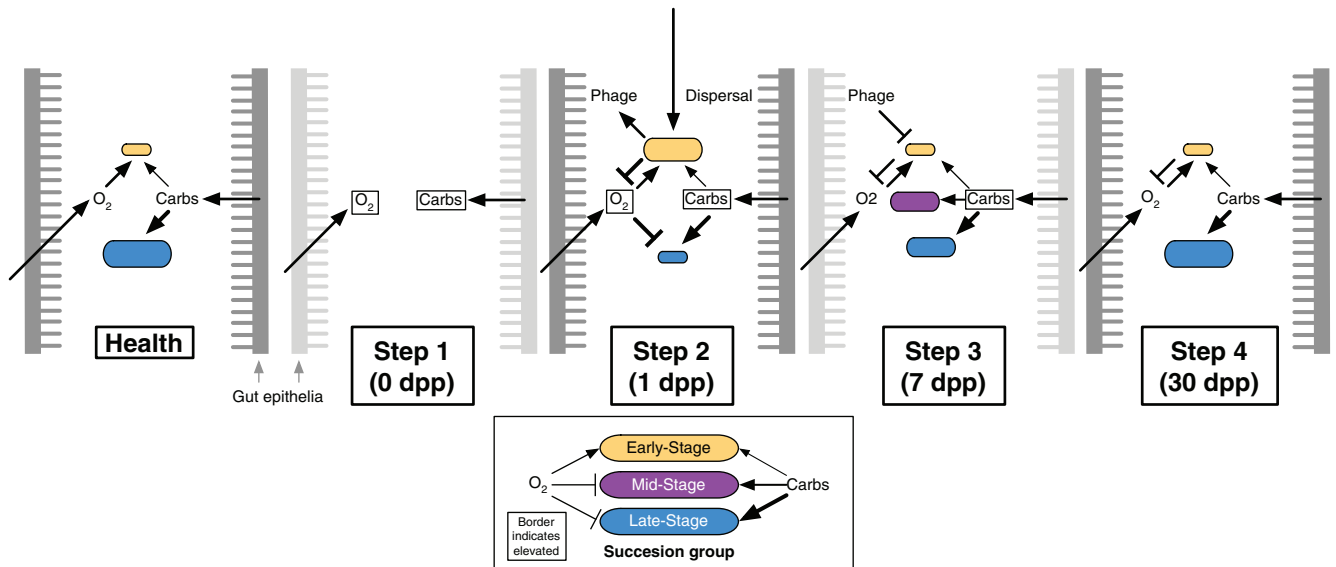 Phage
Dispersal
O₂
Carbs
Health
Gut epithelia
O₂
Carbs
Step 1
(0 dpp)
O₂
Carbs
Step 2
(1 dpp)
Phage
O2
Carbs
Step 3
(7 dpp)
O₂
Carbs
Step 4
(30 dpp)
Early-Stage
O₂
Mid-Stage
Carbs
Late-Stage
Border
indicates
elevated
Succesion group